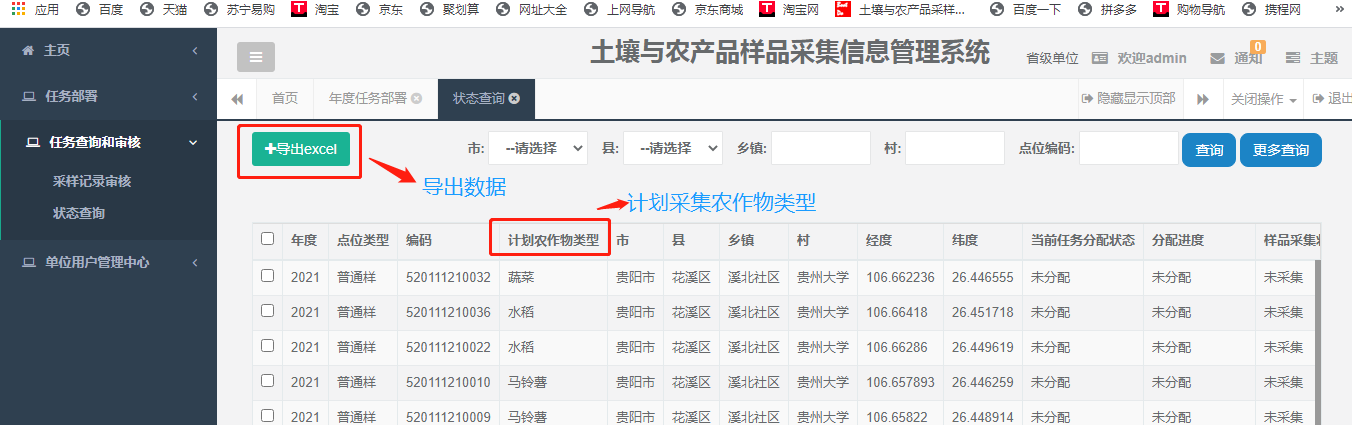 应用 百度 天猫 苏宁易购 淘宝 京东 聚划算 网址大全 上网导航 京东商城 淘宝网 土壤与农产品采样... 百度一下 拼多多 购物导航 携程网 »
主页
任务部署
任务查询和审核
采样记录审核
状态查询
单位用户管理中心
土壤与农产品样品采集信息管理系统
省级单位 欢迎admin 通知 0 主题
首页 年度任务部署 状态查询 隐藏显示顶部 关闭操作 退出
+导出excel 市: --请选择 县: --请选择 乡镇: 村: 点位编码: 查询 更多查询
导出数据
计划采集农作物类型
年度 点位类型 编码 计划农作物类型 市 县 乡镇 村 经度 纬度 当前任务分配状态 分配进度 样品采集
2021 普通样 520111210032 蔬菜 贵阳市 花溪区 溪北社区 贵州大学 106.662236 26.446555 未分配 未分配 未采集
2021 普通样 520111210036 水稻 贵阳市 花溪区 溪北社区 贵州大学 106.66418 26.451718 未分配 未分配 未采集
2021 普通样 520111210022 水稻 贵阳市 花溪区 溪北社区 贵州大学 106.66286 26.449619 未分配 未分配 未采集
2021 普通样 520111210010 马铃薯 贵阳市 花溪区 溪北社区 贵州大学 106.657893 26.446259 未分配 未分配 未采集
2021 普通样 520111210009 马铃薯 贵阳市 花溪区 溪北社区 贵州大学 106.65822 26.448914 未分配 未分配 未采集